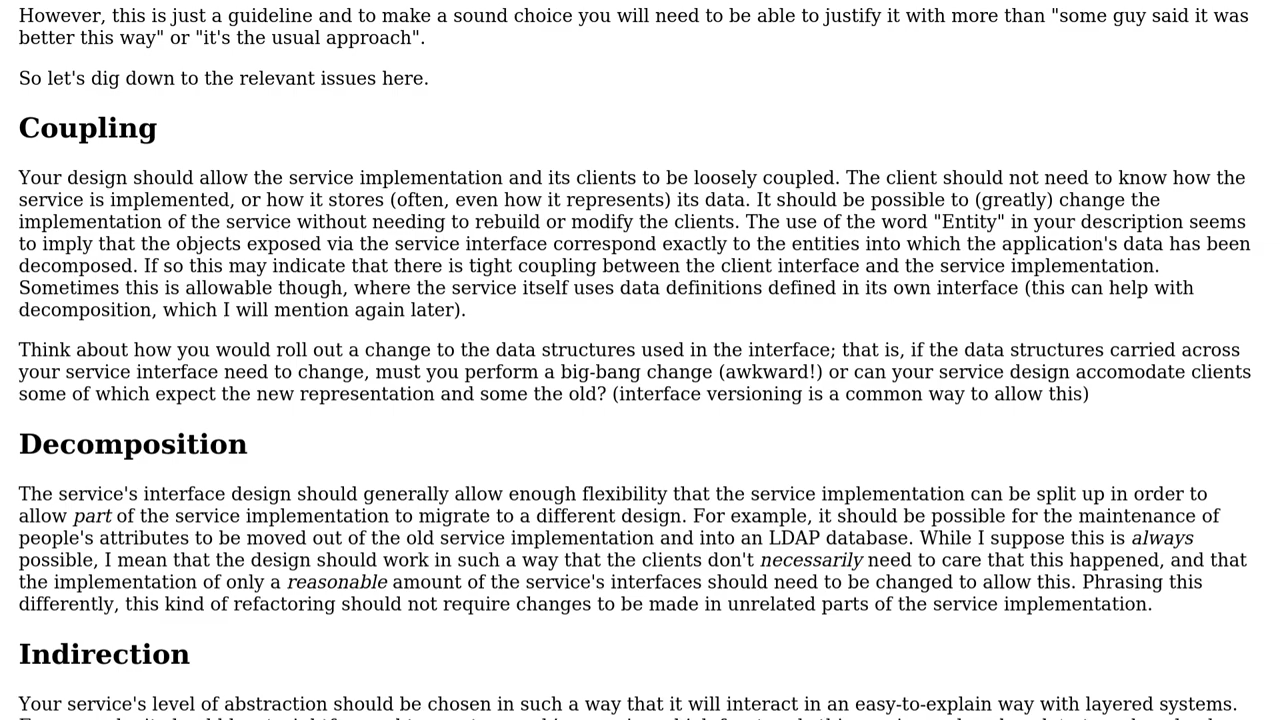 However, this is just a guideline and to make a sound choice you will need to be able to justify it with more than "some guy said it was
better this way" or "it's the usual approach".
So let's dig down to the relevant issues here.
Coupling
Your design should allow the service implementation and its clients to be loosely coupled. The client should not need to know how the
service is implemented, or how it stores (often, even how it represents) its data. It should be possible to (greatly) change the
implementation of the service without needing to rebuild or modify the clients. The use of the word "Entity" in your description seems
to imply that the objects exposed via the service interface correspond exactly to the entities into which the application's data has been
decomposed. If so this may indicate that there is tight coupling between the client interface and the service implementation.
Sometimes this is allowable though, where the service itself uses data definitions defined in its own interface (this can help with
decomposition, which I will mention again later).
Think about how you would roll out a change to the data structures used in the interface; that is, if the data structures carried across
your service interface need to change, must you perform a big-bang change (awkward!) or can your service design accomodate clients
some of which expect the new representation and some the old? (interface versioning is a common way to allow this)
Decomposition
The service's interface design should generally allow enough flexibility that the service implementation can be split up in order to
allow part of the service implementation to migrate to a different design. For example, it should be possible for the maintenance of
people's attributes to be moved out of the old service implementation and into an LDAP database. While I suppose this is always
possible, I mean that the design should work in such a way that the clients don't necessarily need to care that this happened, and that
the implementation of only a reasonable amount of the service's interfaces should need to be changed to allow this. Phrasing this
differently, this kind of refactoring should not require changes to be made in unrelated parts of the service implementation.
Indirection
Your service's level of abstraction should be chosen in such a way that it will interact in an easy-to-explain way with layered systems.